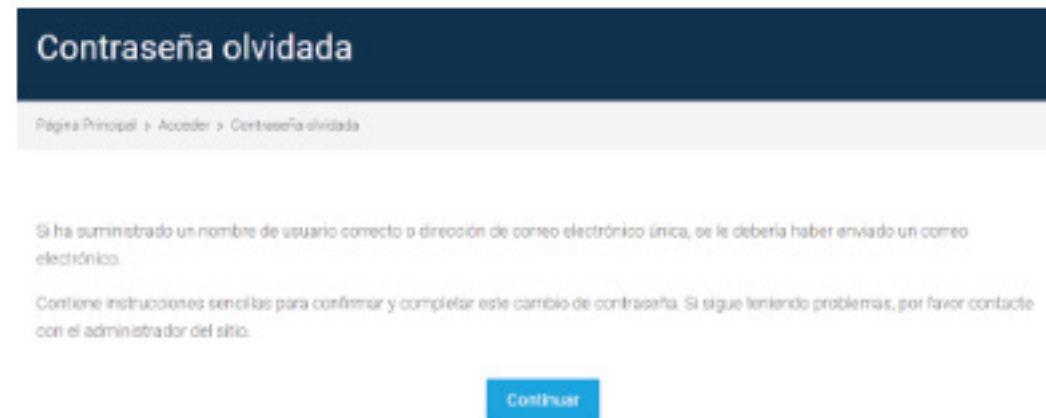 Contraseña olvidada
Página Principal > Acceder > Contraseña olvidada
Si ha suministrado un nombre de usuario correcto o dirección de correo electrónico única, se le debería haber enviado un correo
electrónico.
Contiene instrucciones sencillas para confirmar y completar este cambio de contraseña. Si sigue teniendo problemas, por favor contacte
con el administrador del sitio.
Continuar